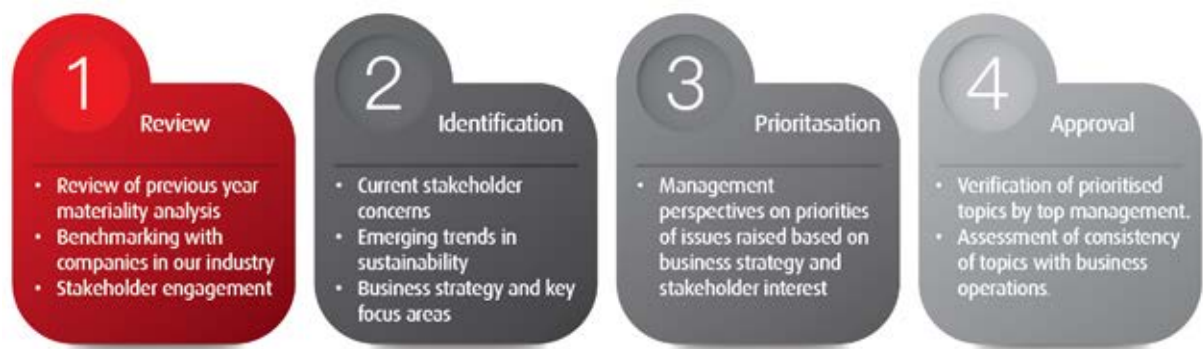 1
Review
• Review of previous year
materiality analysis
• Benchmarking with
companies in our industry
• Stakeholder engagement
2
Identification
• Current stakeholder
concerns
• Emerging trends in
sustainability
• Business strategy and key
focus areas
3
Prioritasation
• Management
perspectives on priorities
of issues raised based on
business strategy and
stakeholder interest
4
Approval
• Verification of prioritised
topics by top management.
• Assessment of consistency
of topics with business
operations.